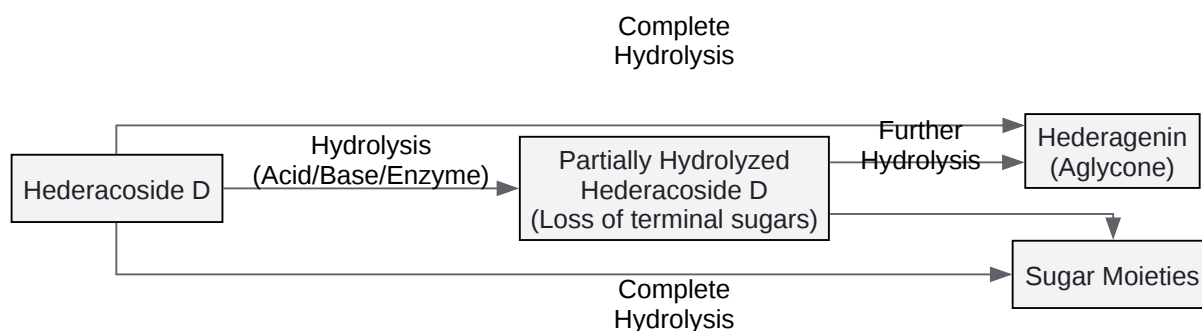 Complete
Hydrolysis
Hederacoside D
Hydrolysis
(Acid/Base/Enzyme)
Partially Hydrolyzed
Hederacoside D
(Loss of terminal sugars)
Further
Hydrolysis
Hederagenin
(Aglycone)
Sugar Moieties
Complete
Hydrolysis